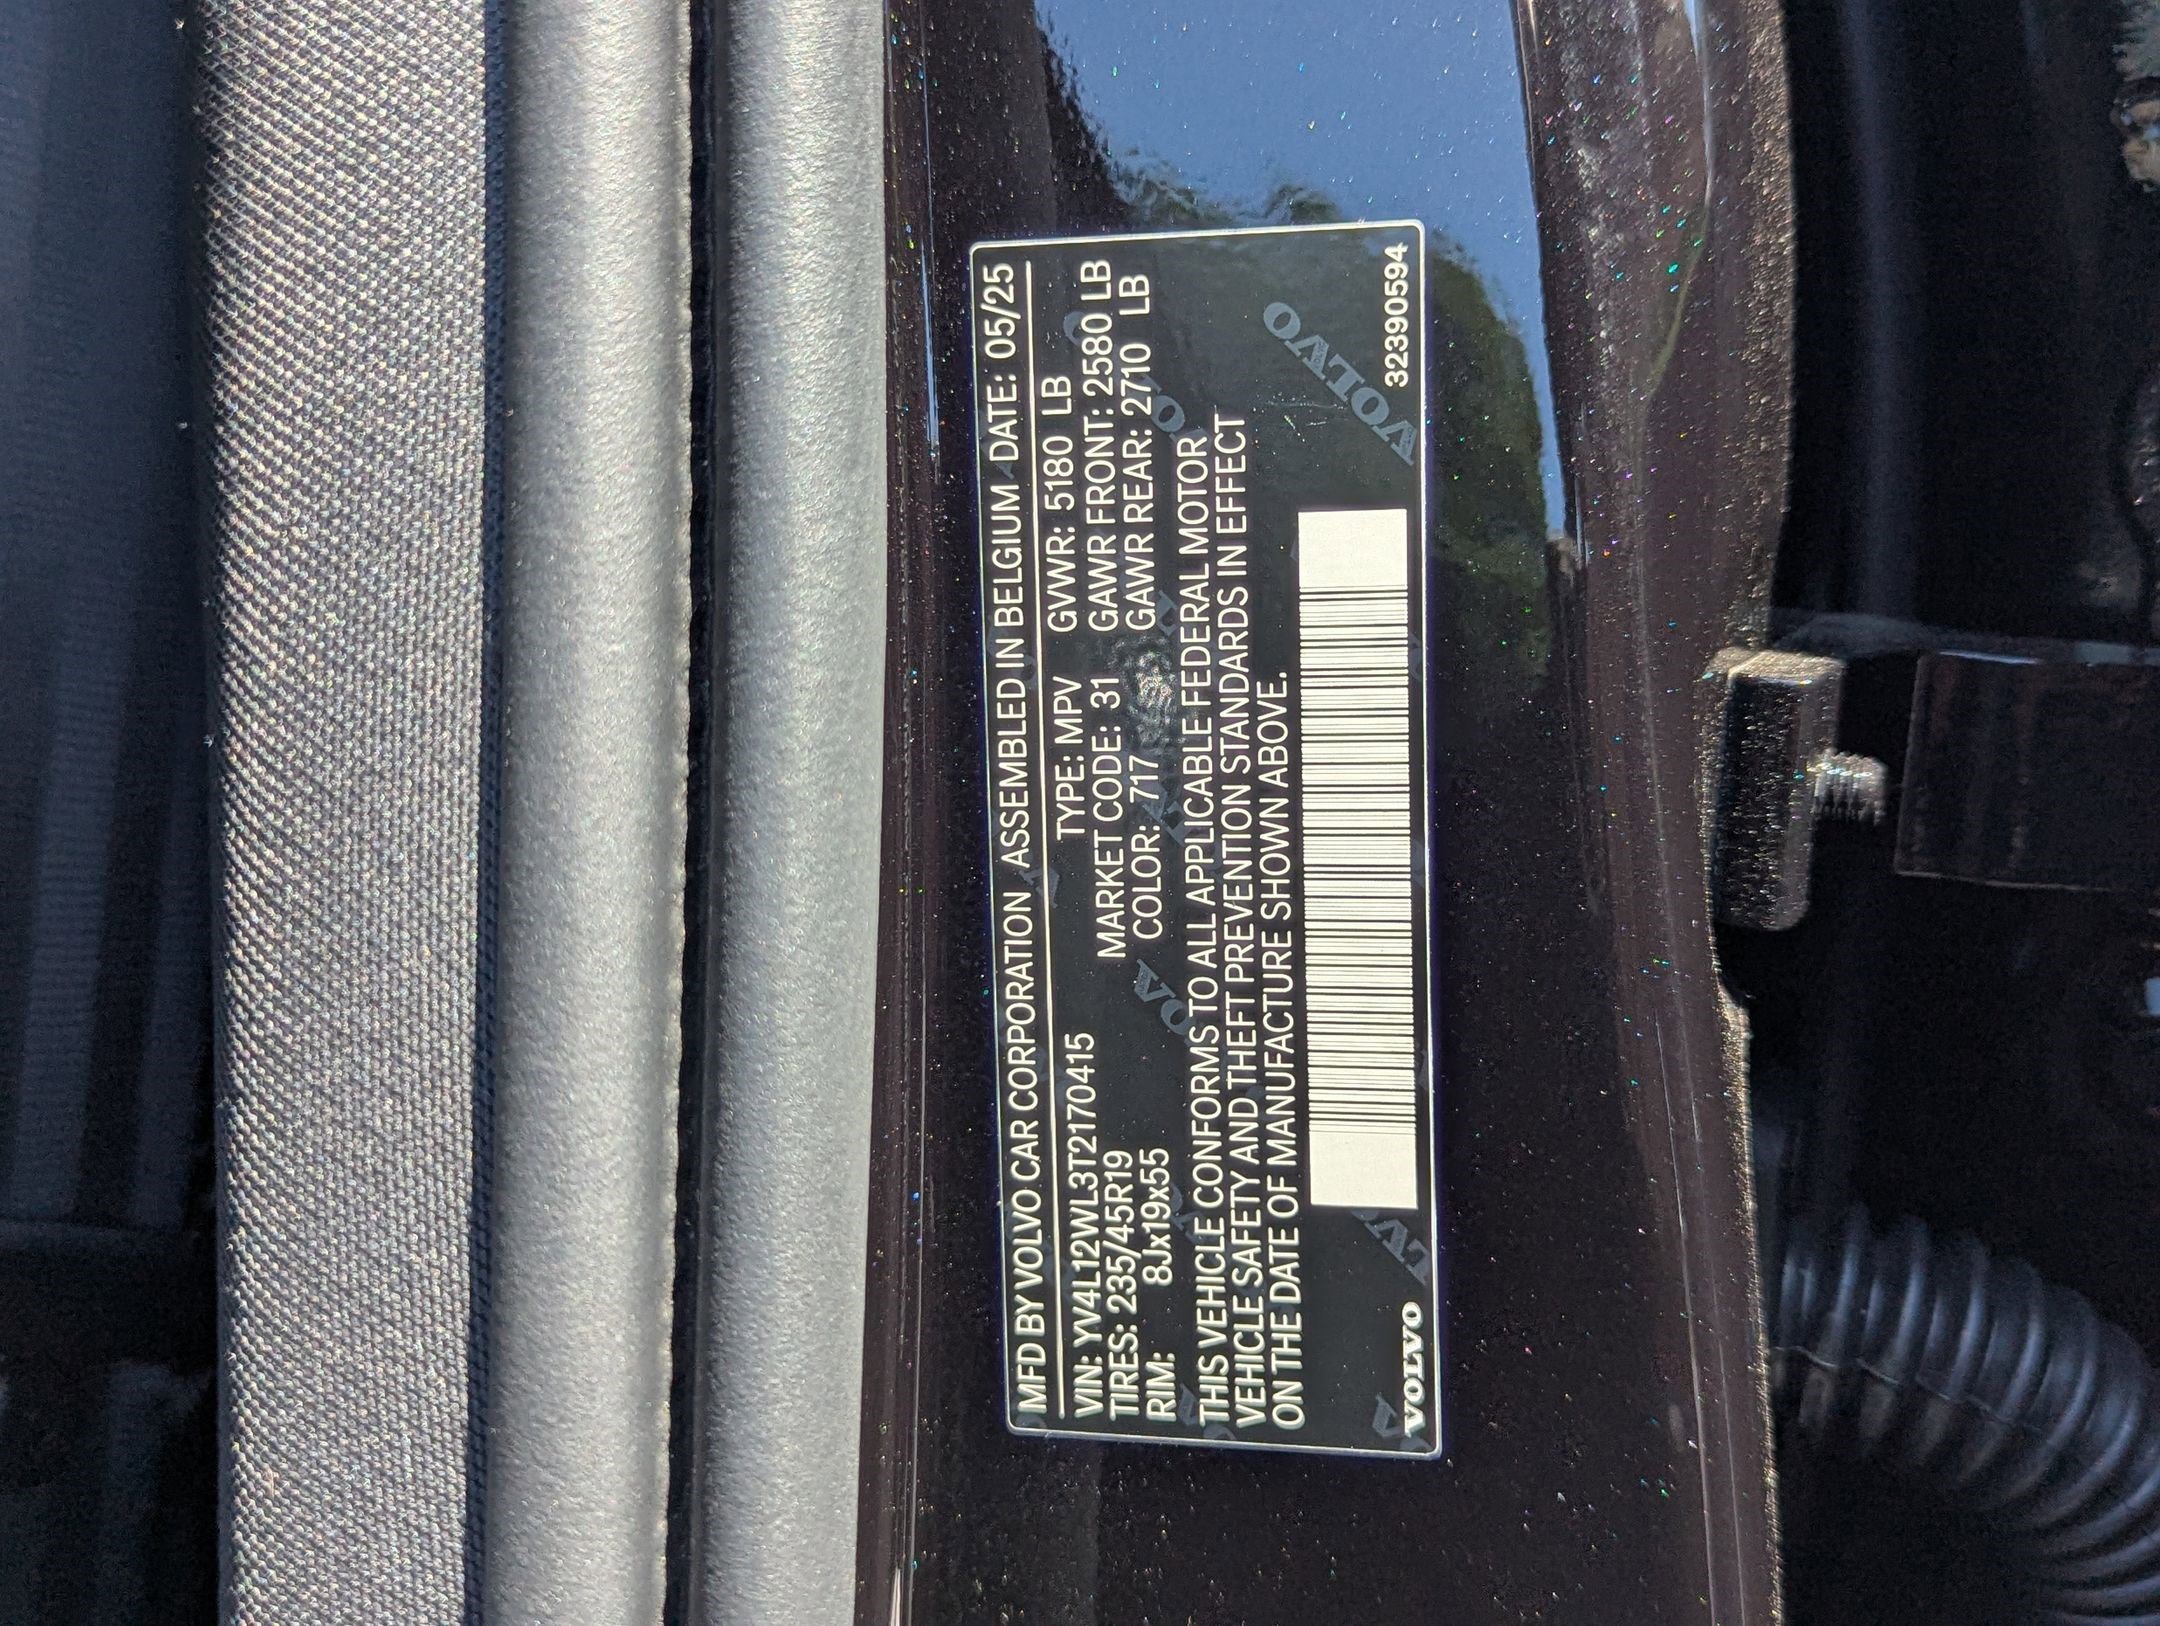 MFD BY VOLVO CAR CORPORATION ASSEMBLED IN BELGIUM DATE: 05/25
VIN: YV4L12WL3T2170415 TYPE: MPV GVWR: 5180 LB
TIRES: 235/45R19 MARKET CODE: 31 GAWR FRONT: 2580 LB
RIM: 8Jx19x55 COLOR: 717 GAWR REAR: 2710 LB
THIS VEHICLE CONFORMS TO ALL APPLICABLE FEDERAL MOTOR
VEHICLE SAFETY AND THEFT PREVENTION STANDARDS IN EFFECT
ON THE DATE OF MANUFACTURE SHOWN ABOVE.
VOLVO
VOLVO 32390594